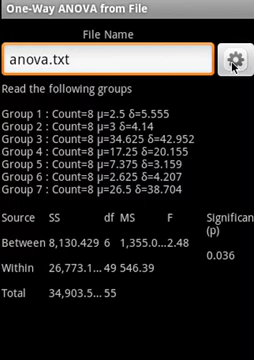 One-Way ANOVA from File
File Name
anova.txt
Read the following groups
Group 1 : Count=8 μ=2.5 δ=5.555
Group 2 : Count=8 μ=3 δ=4.14
Group 3 : Count=8 μ=34.625 δ=42.952
Group 4 : Count=8 μ=17.25 δ=20.155
Group 5 : Count=8 μ=7.375 δ=3.159
Group 6 : Count=8 μ=2.625 δ=4.207
Group 7 : Count=8 μ=26.5 δ=38.704
Source SS df MS F Significan
(p)
Between 8,130.429 6 1,355.0...2.48
0.036
Within 26,773.1... 49 546.39
Total 34,903.5... 55